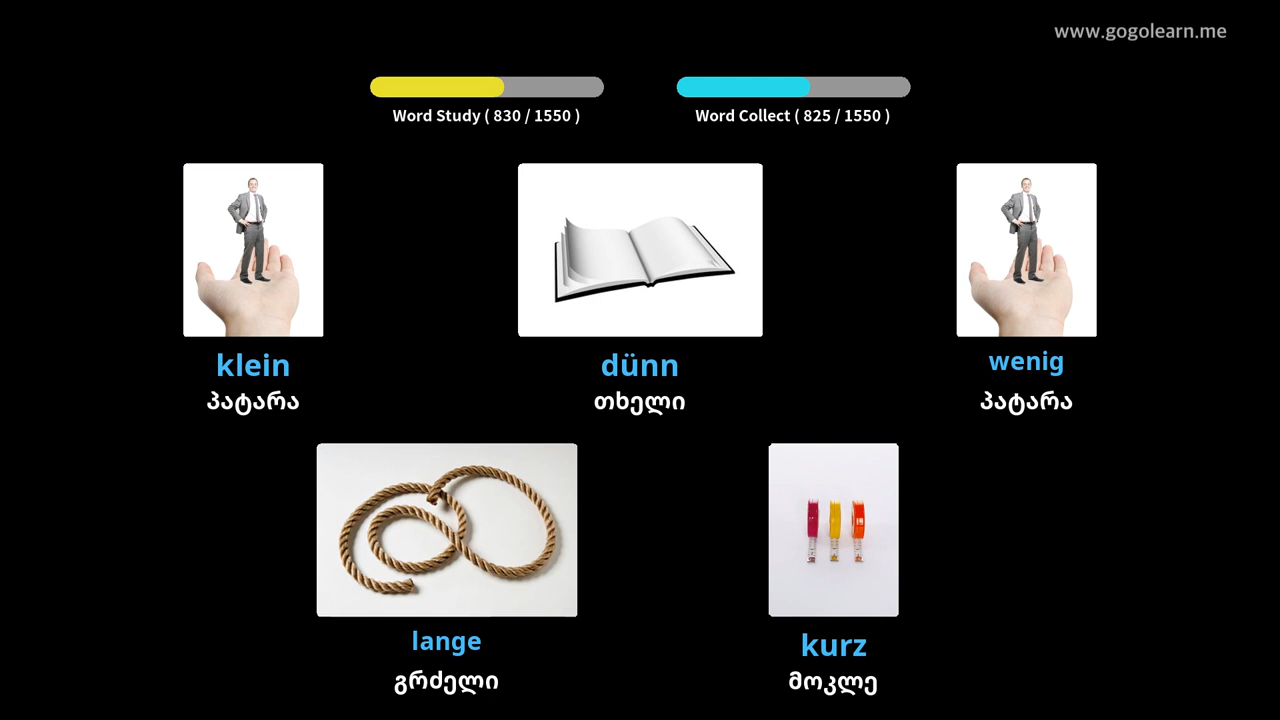 www.gogolearn.me
Word Study ( 830 / 1550 )
Word Collect ( 825 / 1550 )
klein
პატარა
dünn
თხელი
wenig
პატარა
lange
გრძელი
kurz
მოკლე